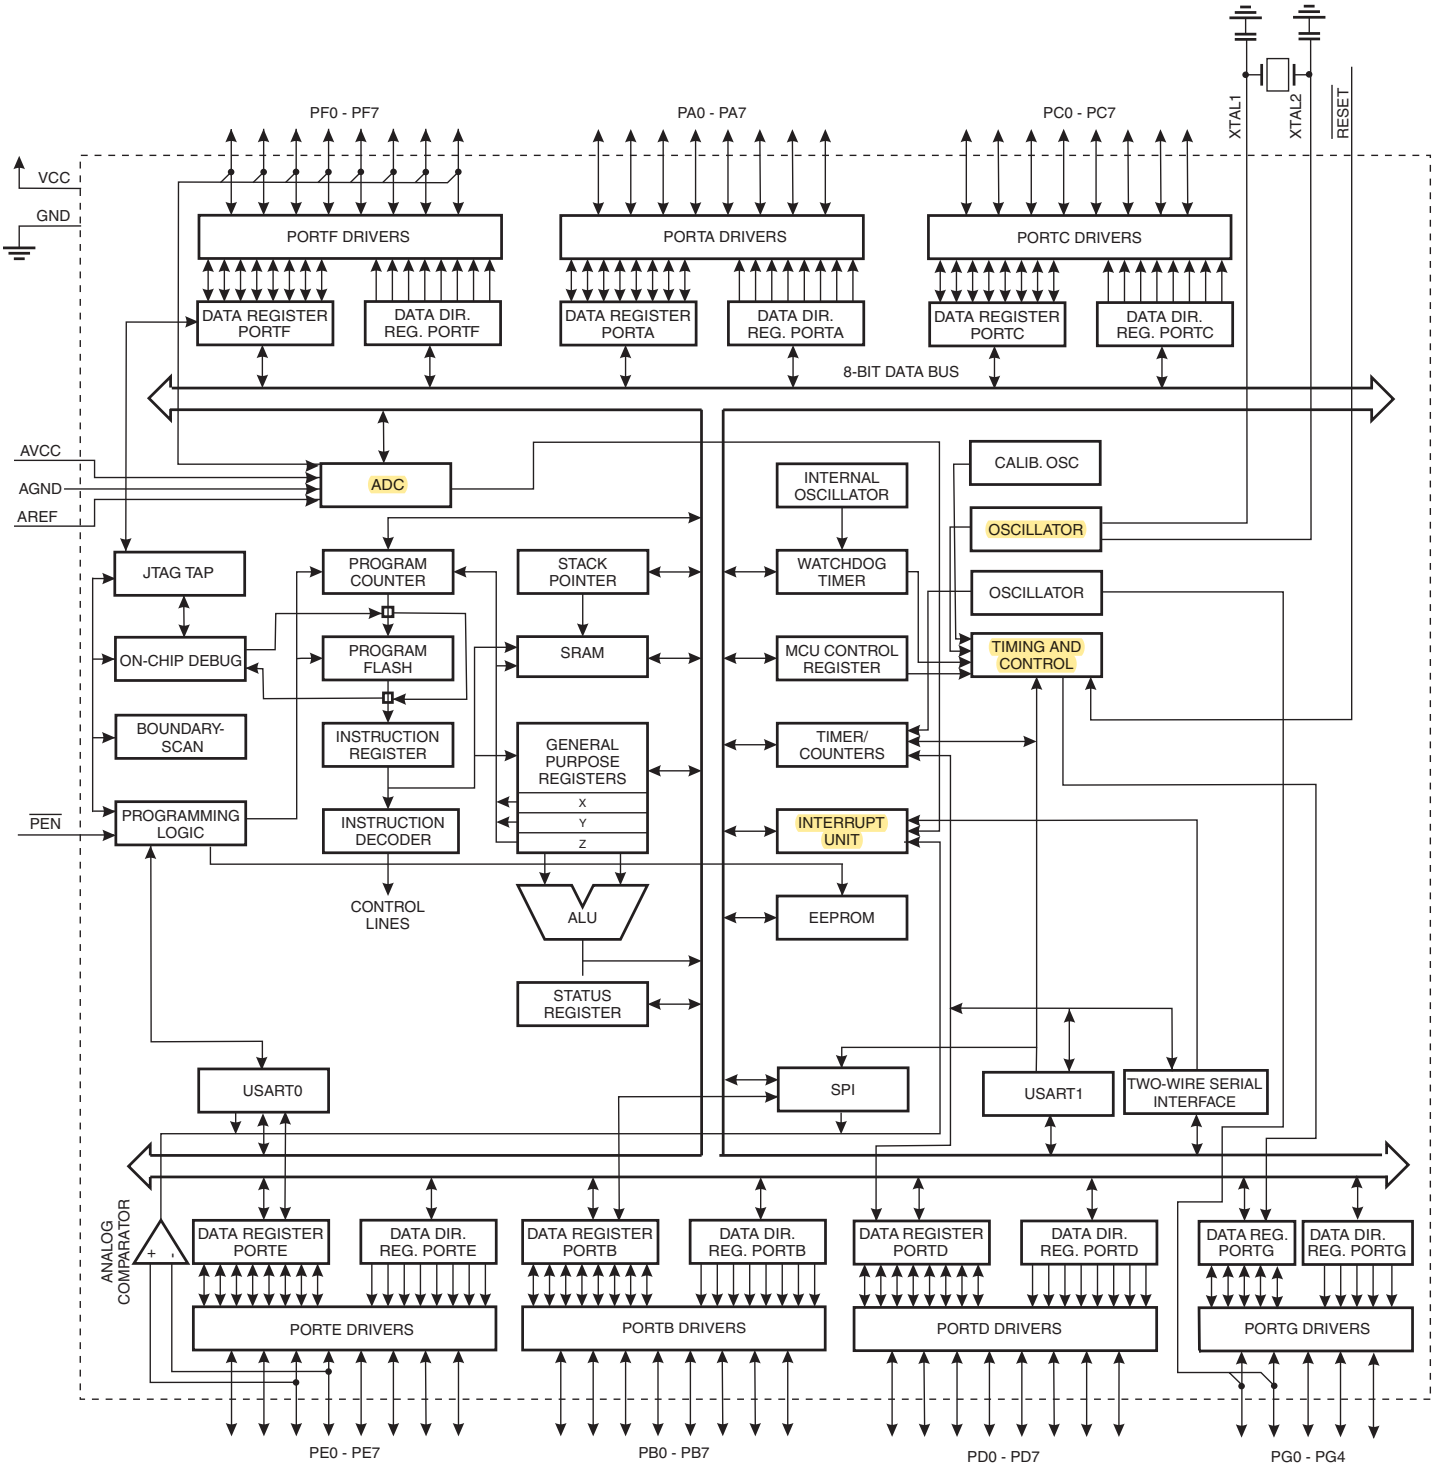 XTAL1
XTAL2
RESET
PF0 - PF7
PA0 - PA7
PC0 - PC7
VCC
GND
PORTF DRIVERS
PORTA DRIVERS
PORTC DRIVERS
DATA REGISTER
PORTF
DATA DIR.
REG. PORTF
DATA REGISTER
PORTA
DATA DIR.
REG. PORTA
DATA REGISTER
PORTC
DATA DIR.
REG. PORTC
8-BIT DATA BUS
AVCC
AGND
AREF
ADC
INTERNAL
OSCILLATOR
CALIB. OSC
OSCILLATOR
JTAG TAP
PROGRAM
COUNTER
STACK
POINTER
WATCHDOG
TIMER
OSCILLATOR
ON-CHIP DEBUG
PROGRAM
FLASH
SRAM
MCU CONTROL
REGISTER
TIMING AND
CONTROL
BOUNDARY-
SCAN
INSTRUCTION
REGISTER
GENERAL
PURPOSE
REGISTERS
X
Y
Z
TIMER/
COUNTERS
PEN
PROGRAMMING
LOGIC
INSTRUCTION
DECODER
INTERRUPT
UNIT
CONTROL
LINES
ALU
EEPROM
STATUS
REGISTER
USART0
SPI
USART1
TWO-WIRE SERIAL
INTERFACE
ANALOG
COMPARATOR
+
-
DATA REGISTER
PORTE
DATA DIR.
REG. PORTE
DATA REGISTER
PORTB
DATA DIR.
REG. PORTB
DATA REGISTER
PORTD
DATA DIR.
REG. PORTD
DATA REG.
PORTG
DATA DIR.
REG. PORTG
PORTE DRIVERS
PORTB DRIVERS
PORTD DRIVERS
PORTG DRIVERS
PE0 - PE7
PB0 - PB7
PD0 - PD7
PG0 - PG4